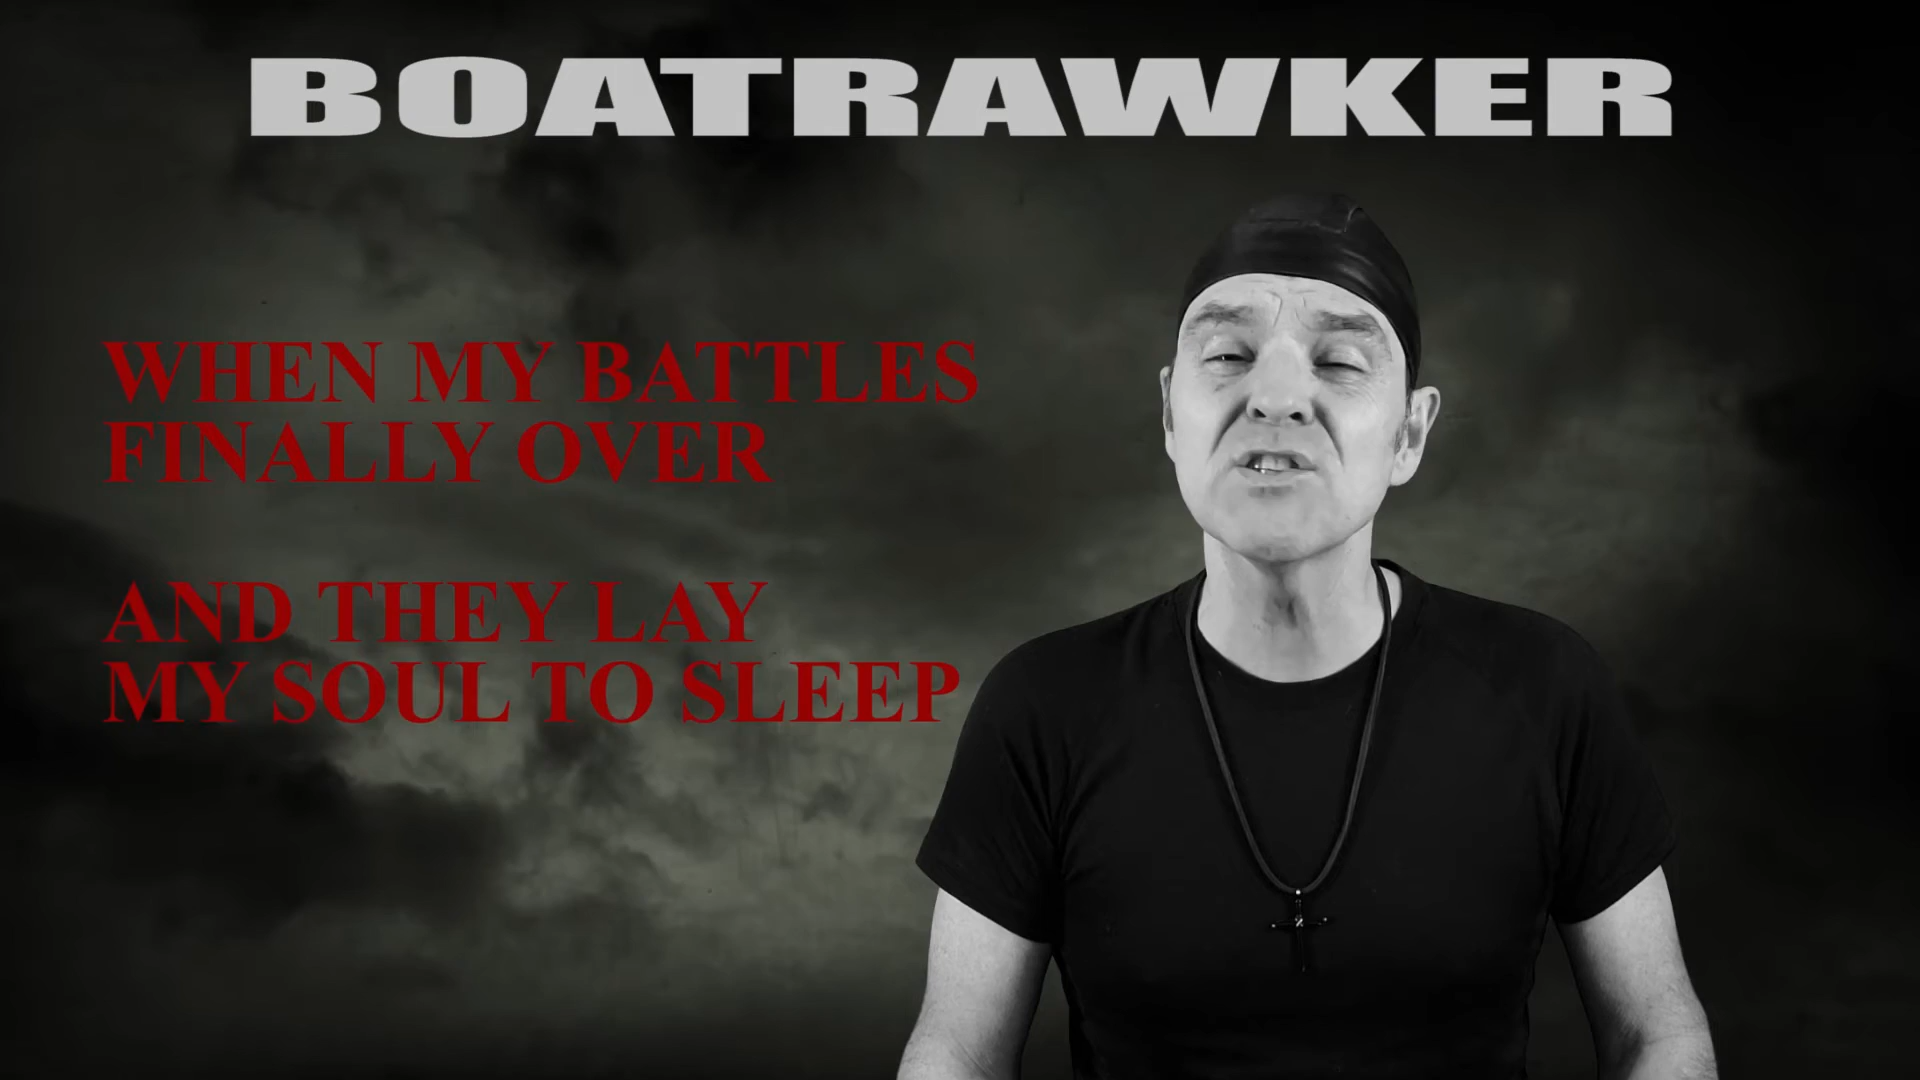 BOATRAWKER
WHEN MY BATTLES
FINALLY OVER
AND THEY LAY
MY SOUL TO SLEEP